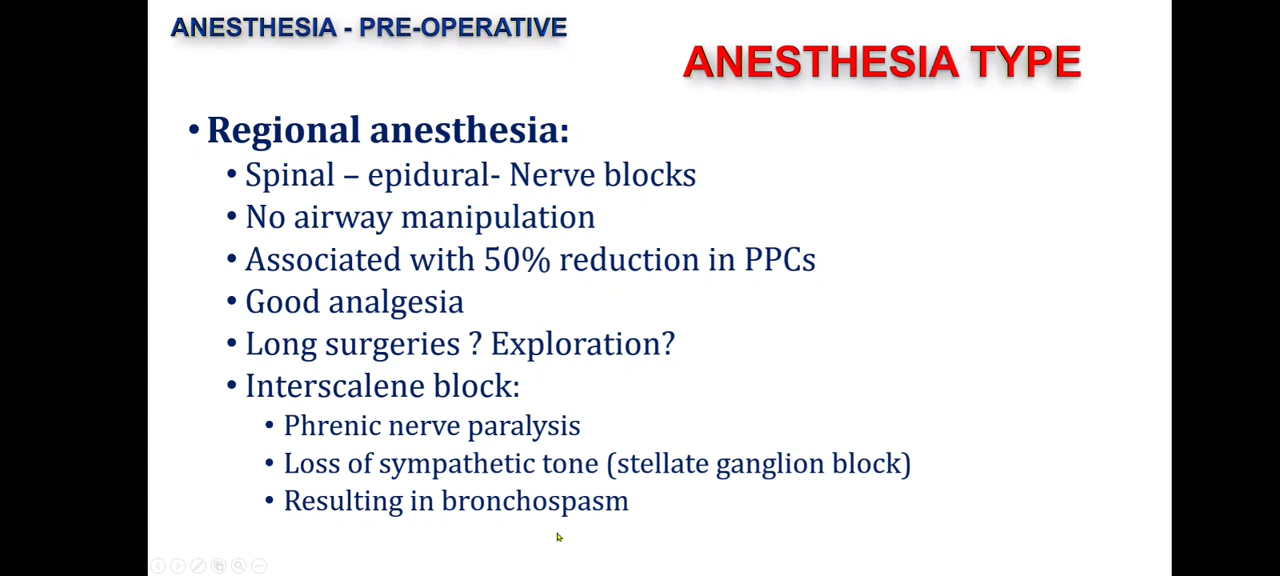 ANESTHESIA - PRE-OPERATIVE
ANESTHESIA TYPE
• Regional anesthesia:
• Spinal – epidural- Nerve blocks
• No airway manipulation
• Associated with 50% reduction in PPCs
• Good analgesia
• Long surgeries ? Exploration?
• Interscalene block:
• Phrenic nerve paralysis
• Loss of sympathetic tone (stellate ganglion block)
• Resulting in bronchospasm